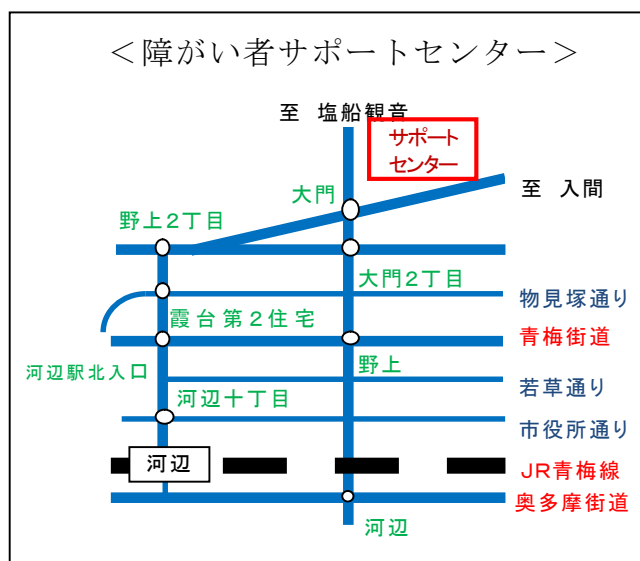 ＜障がい者サポートセンター＞
至 塩船観音
サポート
センター
至 入間
大門
野上２丁目
大門２丁目
物見塚通り
霞台第２住宅
青梅街道
河辺駅北入口
野上
若草通り
河辺十丁目
市役所通り
河辺
JR青梅線
奥多摩街道
河辺